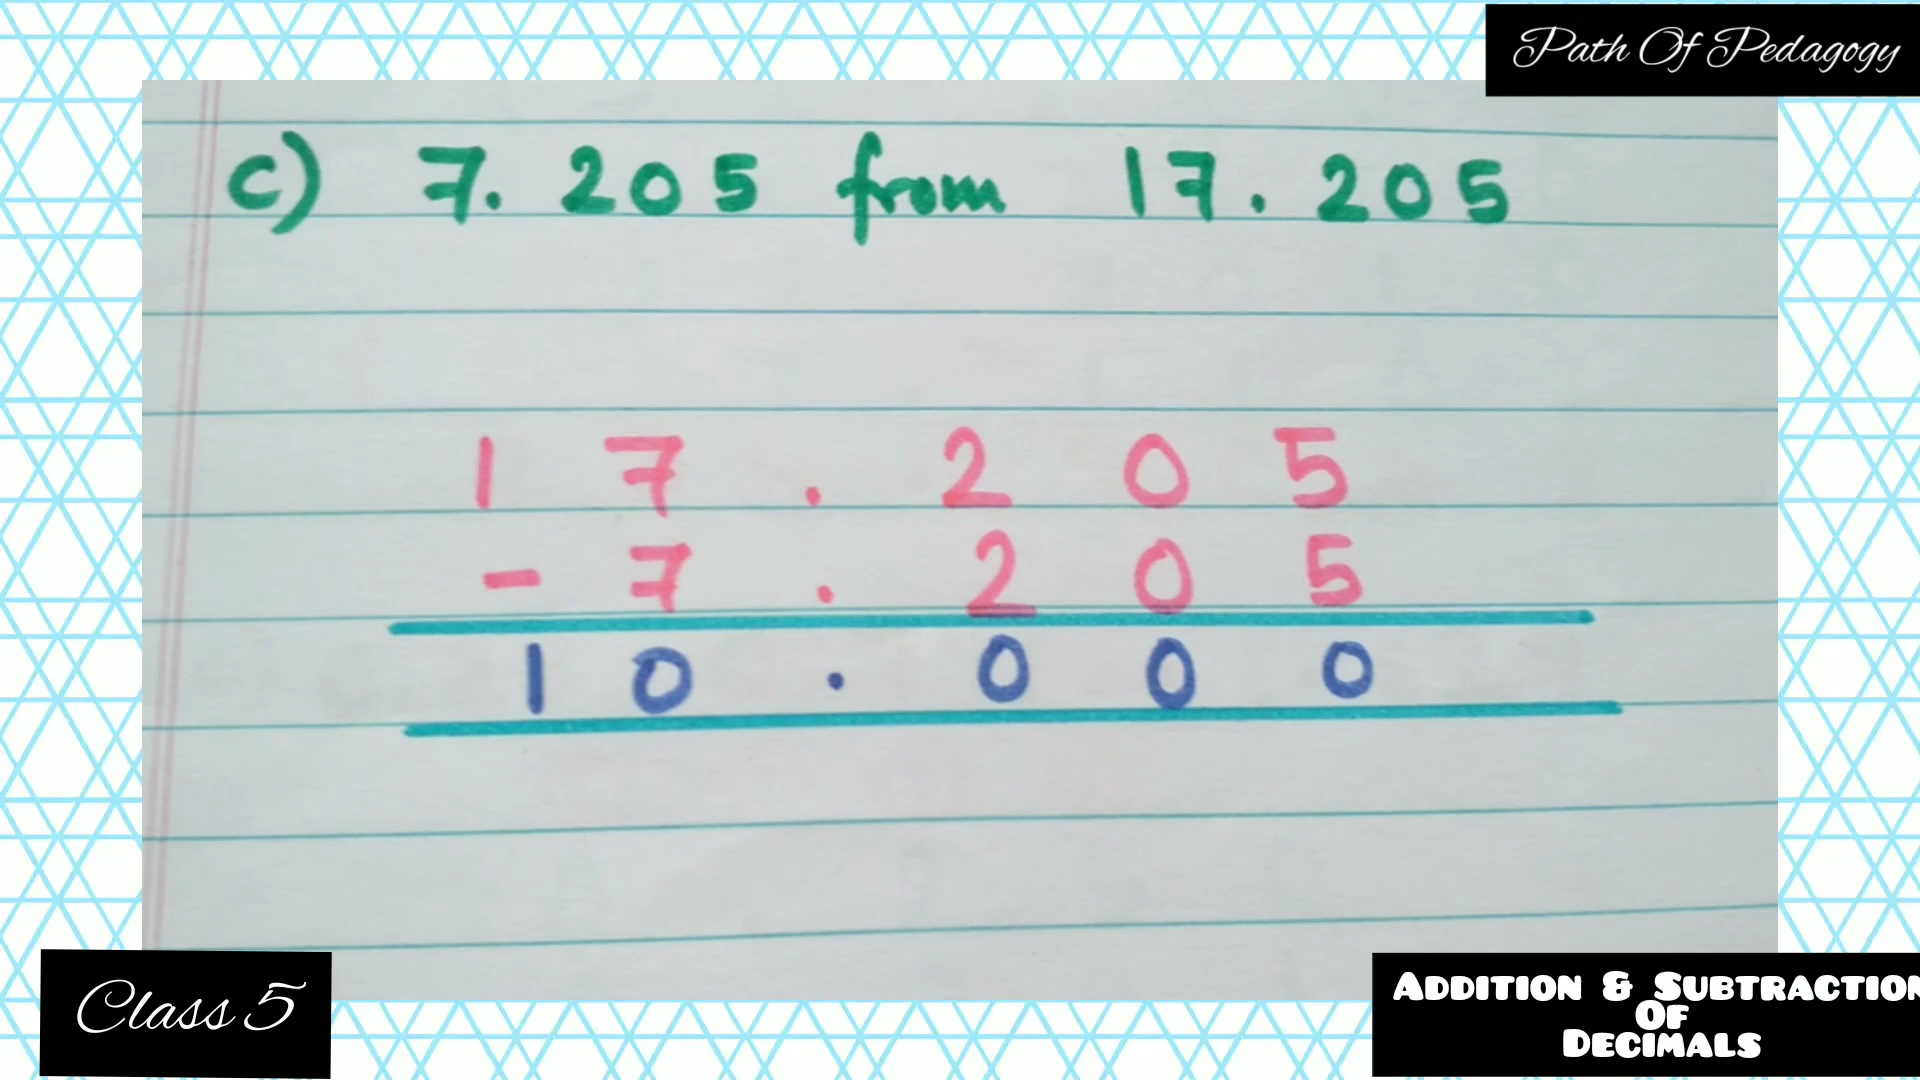 Path Of Pedagogy
c) 7.205 from 17.205
17.205
- 7.205
10.000
Class 5
ADDITION & SUBTRACTION
OF
DECIMALS